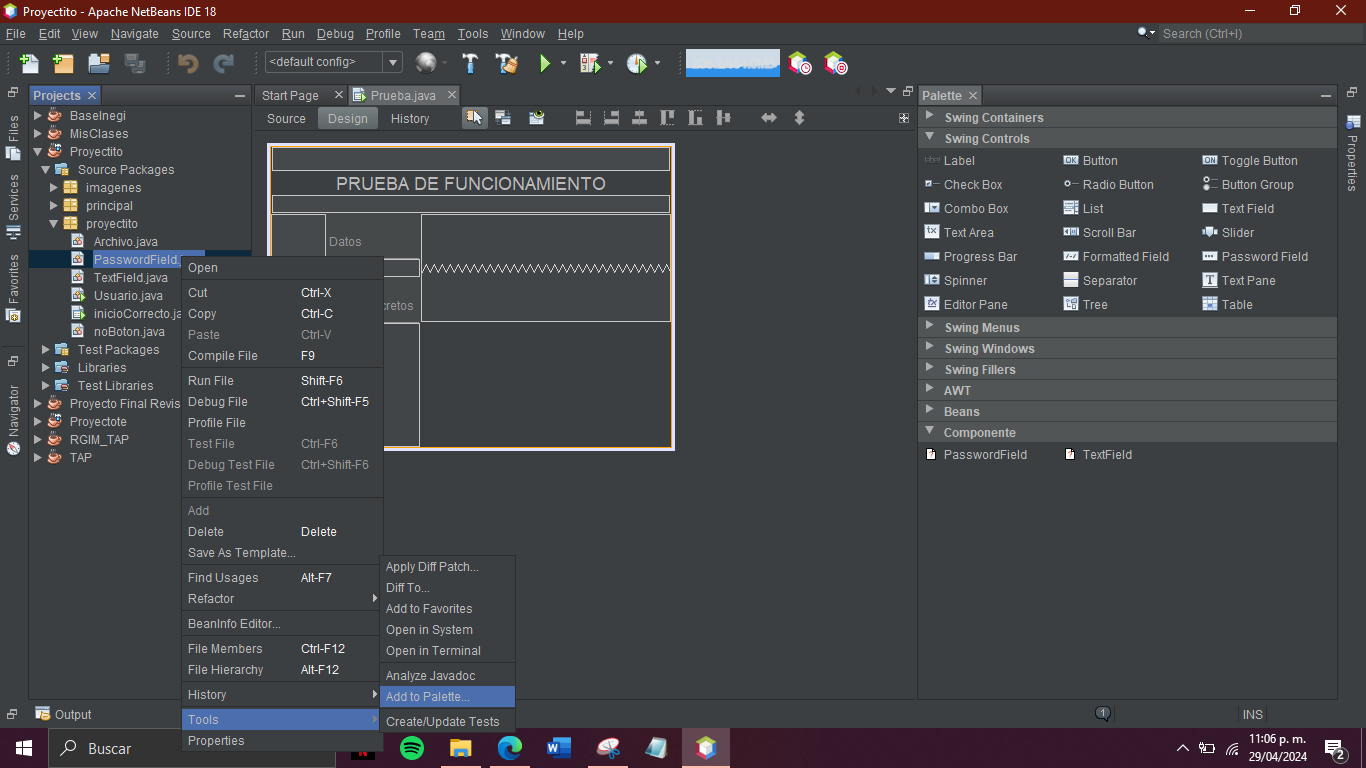 Proyectito - Apache NetBeans IDE 18
File Edit View Navigate Source Refactor Run Debug Profile Team Tools Window Help
Search (Ctrl+I)
<default config>
Projects
Start Page
Prueba.java
Palette
Source Design History
Files
Services
Favorites
Navigator
Properties
BaseInegi
MisClases
Proyectito
Source Packages
imagenes
principal
proyectito
Archivo.java
PasswordField_
TextField.java
Usuario.java
inicioCorrecto.ja
noBoton.java
Test Packages
Libraries
Test Libraries
Proyecto Final Revis
Proyectote
RGIM_TAP
TAP
PRUEBA DE FUNCIONAMIENTO
Datos
cretos
Open
Cut Ctrl-X
Copy Ctrl-C
Paste Ctrl-V
Compile File F9
Run File Shift-F6
Debug File Ctrl+Shift-F5
Profile File
Test File Ctrl-F6
Debug Test File Ctrl+Shift-F6
Profile Test File
Add
Delete Delete
Save As Template...
Find Usages Alt-F7
Refactor
BeanInfo Editor...
File Members Ctrl-F12
File Hierarchy Alt-F12
History
Tools
Properties
Apply Diff Patch...
Diff To...
Add to Favorites
Open in System
Open in Terminal
Analyze Javadoc
Add to Palette...
Create/Update Tests
Swing Containers
Swing Controls
Label Button Toggle Button
Check Box Radio Button Button Group
Combo Box List Text Field
Text Area Scroll Bar Slider
Progress Bar Formatted Field Password Field
Spinner Separator Text Pane
Editor Pane Tree Table
Swing Menus
Swing Windows
Swing Fillers
AWT
Beans
Componente
PasswordField TextField
Output
1
INS
Buscar
11:06 p. m.
29/04/2024
2